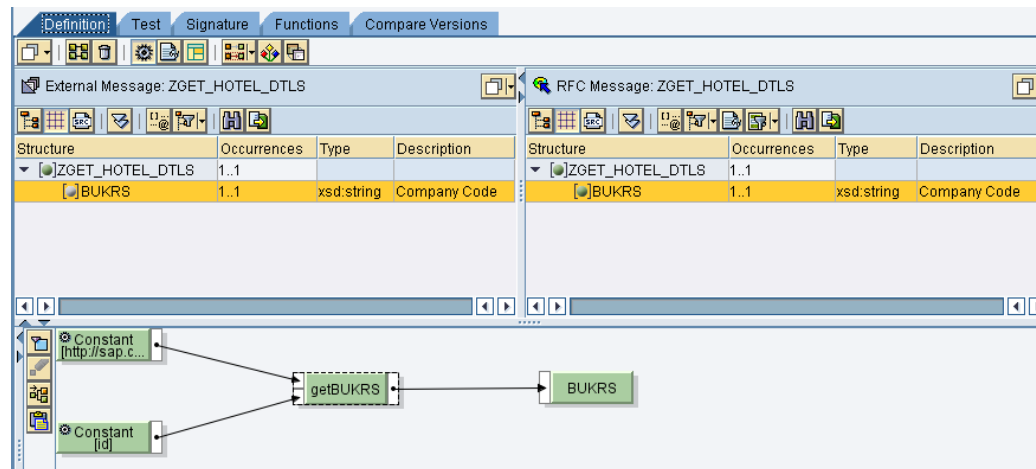 Definition Test Signature Functions Compare Versions
External Message: ZGET_HOTEL_DTLS
RFC Message: ZGET_HOTEL_DTLS
SRC
SRC
Structure Occurrences Type Description
Structure Occurrences Type Description
ZGET_HOTEL_DTLS 1..1
ZGET_HOTEL_DTLS 1..1
BUKRS 1..1 xsd:string Company Code
BUKRS 1..1 xsd:string Company Code
Constant
[http://sap.c...
getBUKRS
BUKRS
Constant
[id]